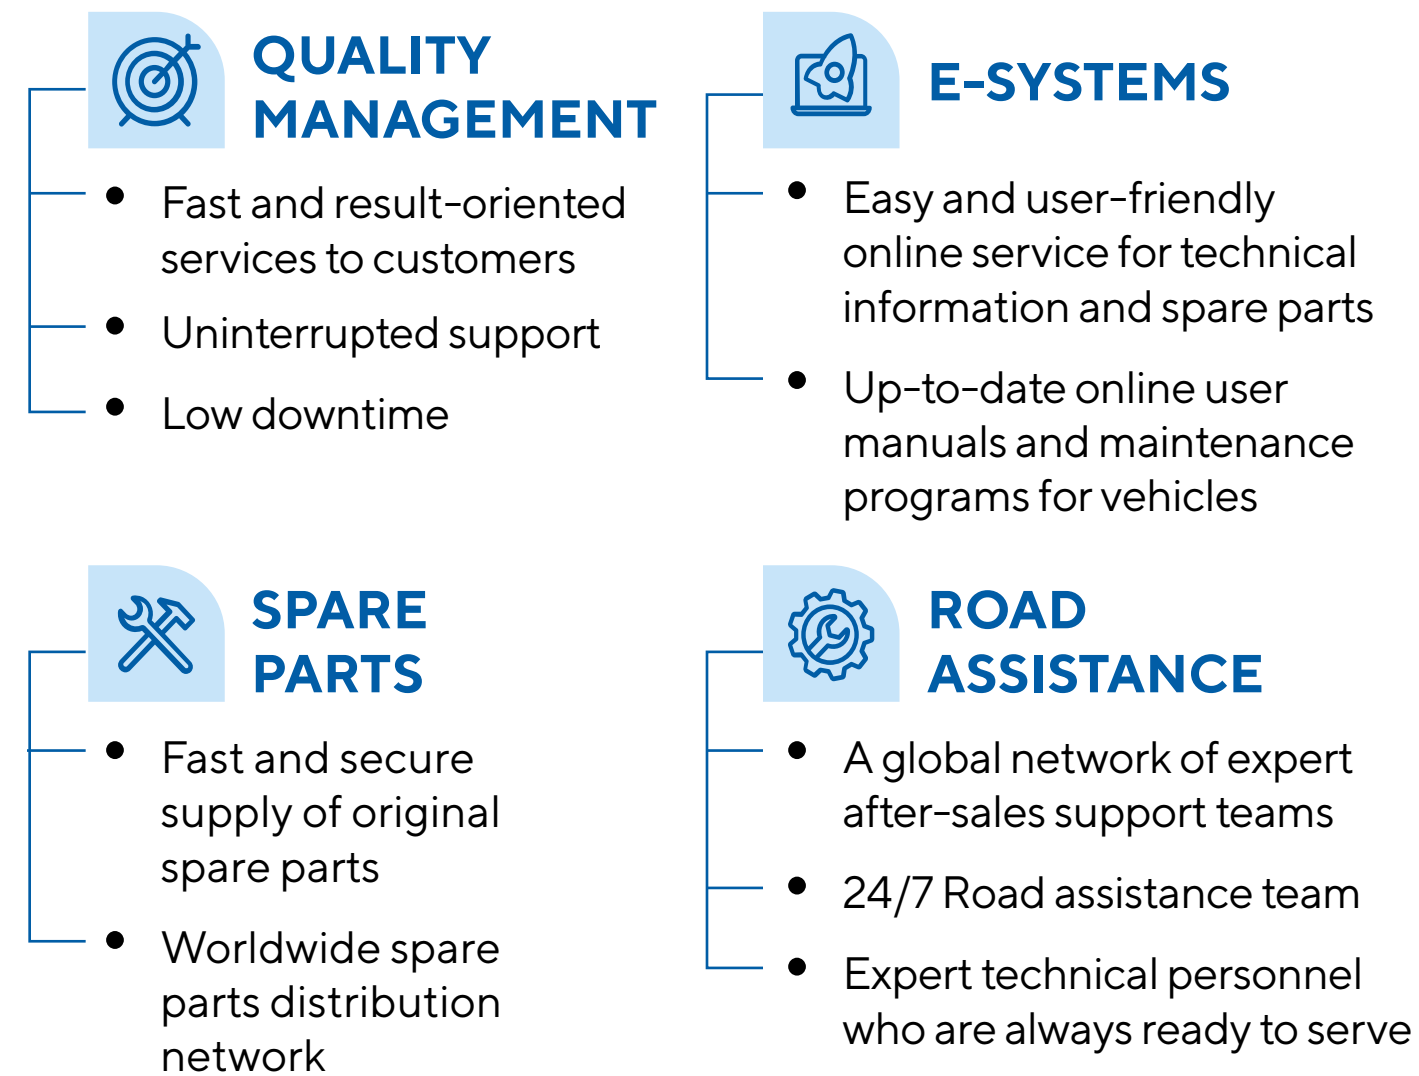 QUALITY
MANAGEMENT
• Fast and result-oriented
services to customers
• Uninterrupted support
• Low downtime
E-SYSTEMS
• Easy and user-friendly
online service for technical
information and spare parts
• Up-to-date online user
manuals and maintenance
programs for vehicles
SPARE
PARTS
• Fast and secure
supply of original
spare parts
• Worldwide spare
parts distribution
network
ROAD
ASSISTANCE
• A global network of expert
after-sales support teams
• 24/7 Road assistance team
• Expert technical personnel
who are always ready to serve